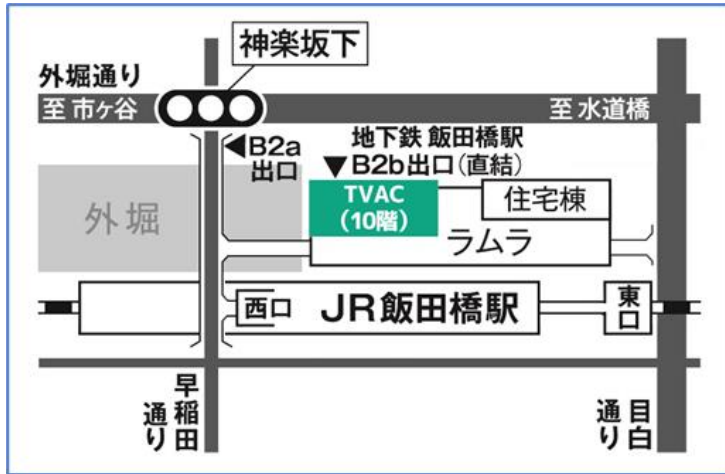 神楽坂下
外堀通り
至 市ヶ谷
至 水道橋
◀B2a
出口
地下鉄 飯田橋駅
▼B2b出口(直結)
TVAC
(10階)
住宅棟
外堀
ラムラ
西口
JR飯田橋駅
東口
早稲田通り
目白通り